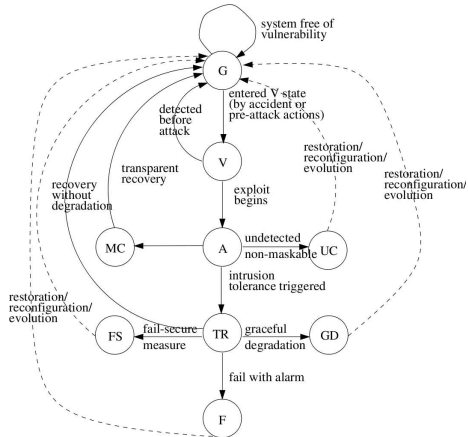 system free of
vulnerability
G
entered V state
(by accident or
pre-attack actions)
detected
before
attack
V
restoration/
reconfiguration/
evolution
restoration/
reconfiguration/
evolution
transparent
recovery
recovery
without
degradation
exploit
begins
MC
A
undetected
non-maskable
UC
intrusion
tolerance triggered
restoration/
reconfiguration/
evolution
FS
fail-secure
measure
TR
graceful
degradation
GD
fail with alarm
F